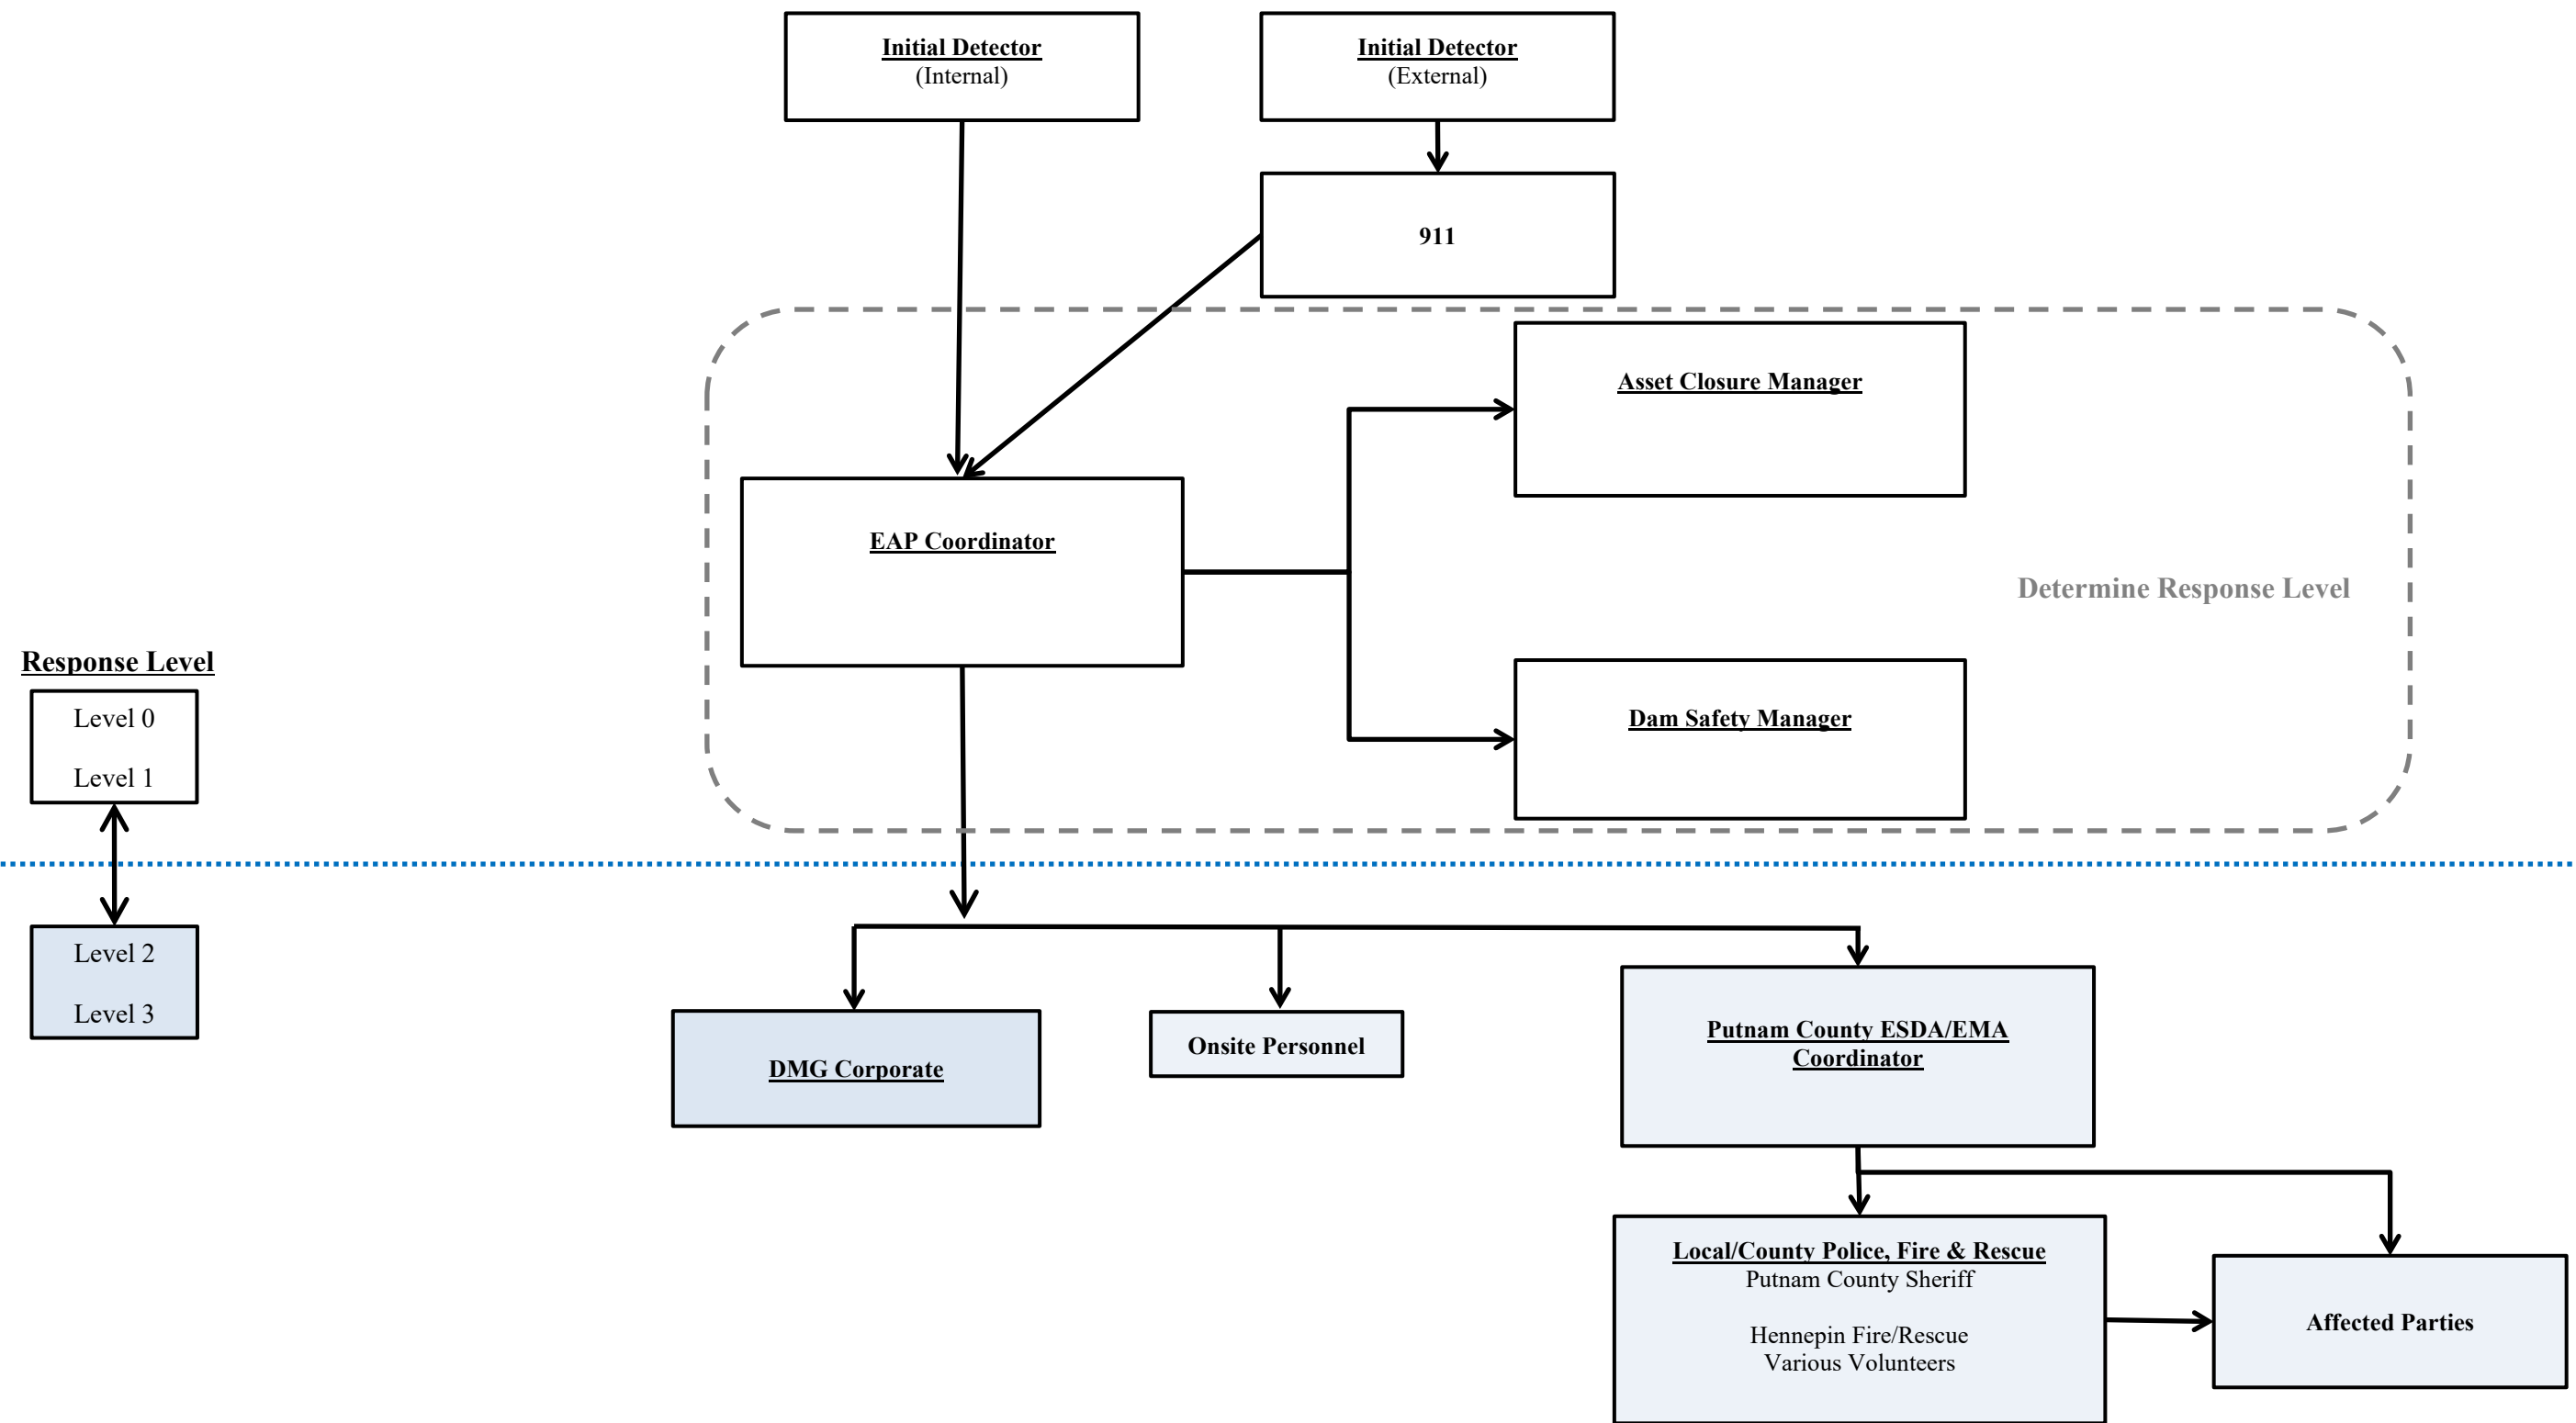 Initial Detector
(Internal)
Initial Detector
(External)
911
Asset Closure Manager
EAP Coordinator
Determine Response Level
Response Level
Level 0
Level 1
Dam Safety Manager
Level 2
Level 3
DMG Corporate
Onsite Personnel
Putnam County ESDA/EMA
Coordinator
Local/County Police, Fire & Rescue
Putnam County Sheriff
Hennepin Fire/Rescue
Various Volunteers
Affected Parties